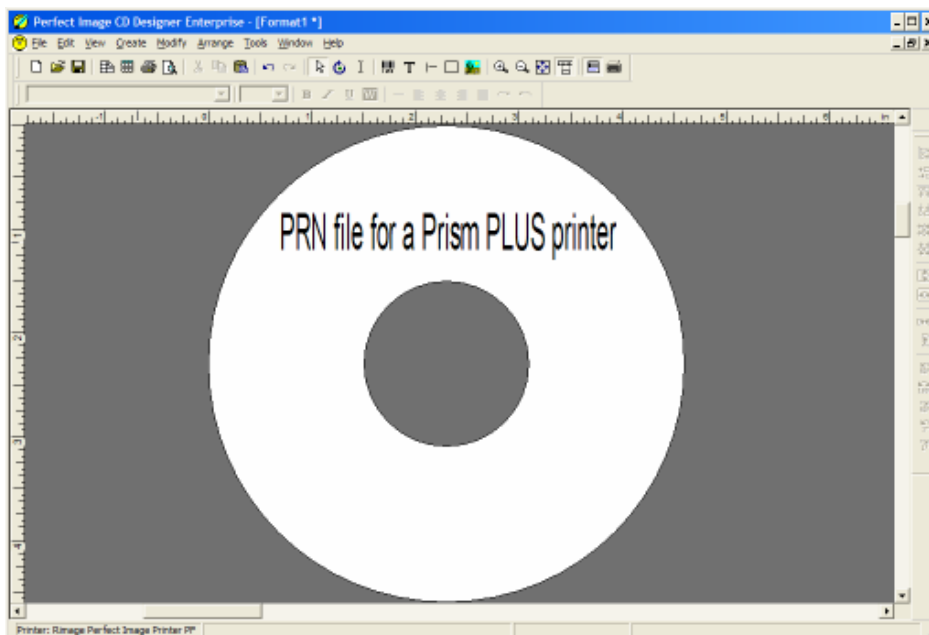 Perfect Image CD Designer Enterprise - [Format1 *]
File Edit View Create Modify Arrange Tools Window Help
PRN file for a Prism PLUS printer
Printer: Rimage Perfect Image Printer PP